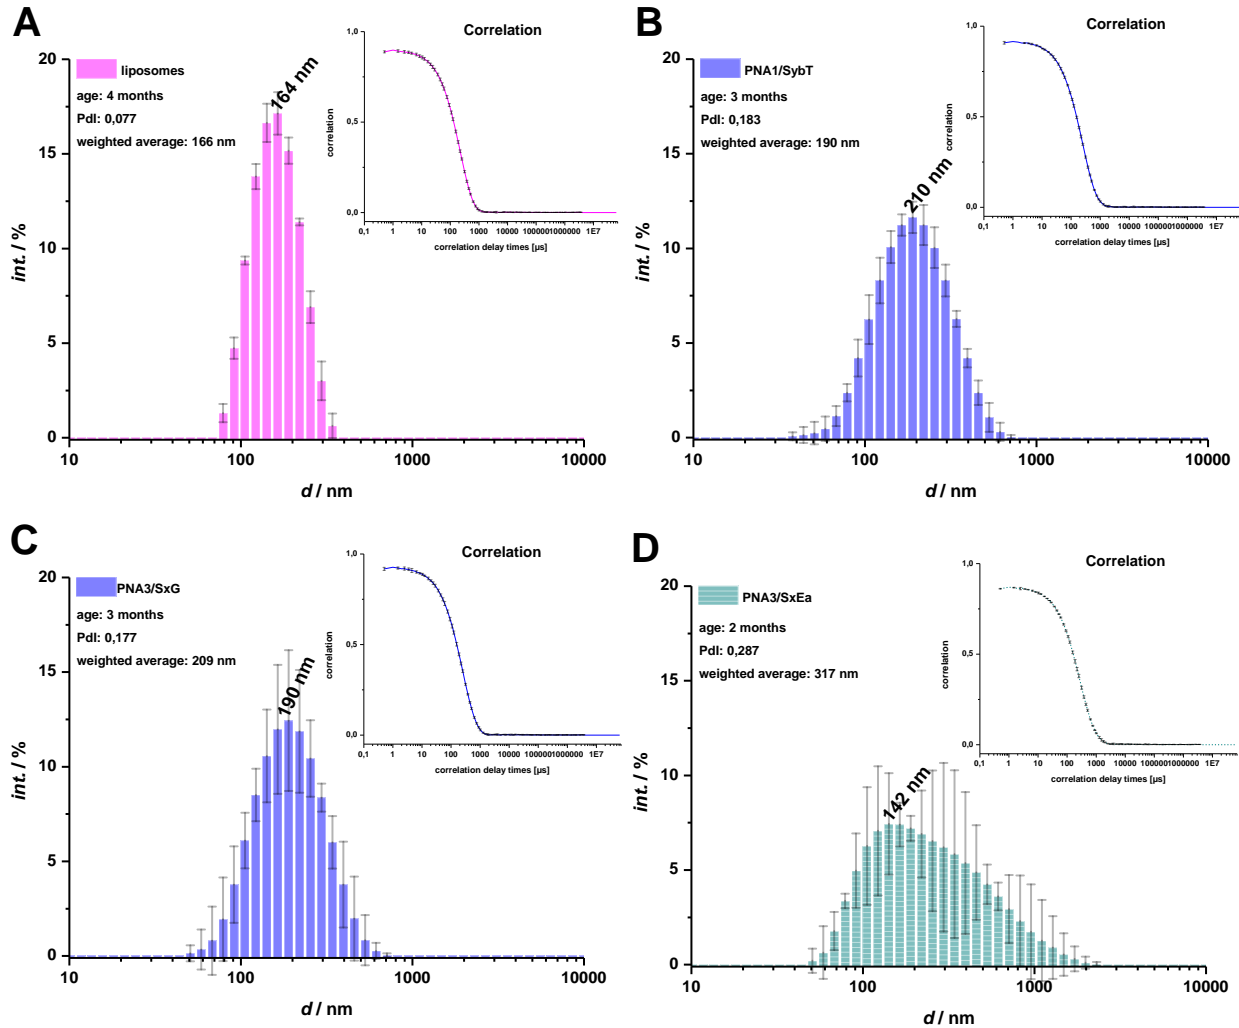 A
Correlation
1,0
0,5
0,0
correlation
0,1 1 10 100 1000 10000 1000001000000 1E7
correlation delay times [µs]
20
15
10
5
0
int. / %
liposomes
age: 4 months
PdI: 0,077
weighted average: 166 nm
164 nm
10 100 1000 10000
d / nm
B
Correlation
1,0
0,5
0,0
correlation
0,1 1 10 100 1000 10000 1000001000000 1E7
correlation delay times [µs]
20
15
10
5
0
int. / %
PNA1/SybT
age: 3 months
PdI: 0,183
weighted average: 190 nm
210 nm
10 100 1000 10000
d / nm
C
Correlation
1,0
0,5
0,0
correlation
0,1 1 10 100 1000 10000 1000001000000 1E7
correlation delay times [µs]
20
15
10
5
0
int. / %
PNA3/SxG
age: 3 months
PdI: 0,177
weighted average: 209 nm
190 nm
10 100 1000 10000
d / nm
D
Correlation
1,0
0,5
0,0
correlation
0,1 1 10 100 1000 10000 1000001000000 1E7
correlation delay times [µs]
20
15
10
5
0
int. / %
PNA3/SxEa
age: 2 months
PdI: 0,287
weighted average: 317 nm
142 nm
10 100 1000 10000
d / nm